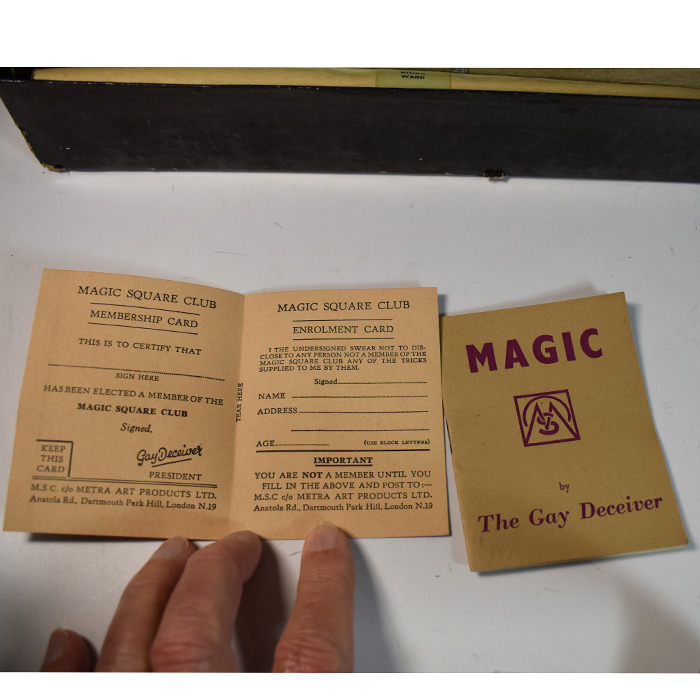 WARD
MAGIC SQUARE CLUB
MEMBERSHIP CARD
THIS IS TO CERTIFY THAT
SIGN HERE
HAS BEEN ELECTED A MEMBER OF THE
MAGIC SQUARE CLUB
Signed,
KEEP
THIS
CARD
Gay Deceiver
PRESIDENT
M.S.C. c/o METRA ART PRODUCTS LTD.
Anatola Rd., Dartmouth Park Hill, London N.19
TEAR HERE
MAGIC SQUARE CLUB
ENROLMENT CARD
I THE UNDERSIGNED SWEAR NOT TO DIS-
CLOSE TO ANY PERSON NOT A MEMBER OF THE
MAGIC SQUARE CLUB ANY OF THE TRICKS
SUPPLIED TO ME BY THEM.
Signed
NAME
ADDRESS
AGE (USE BLOCK LETTERS)
IMPORTANT
YOU ARE NOT A MEMBER UNTIL YOU
FILL IN THE ABOVE AND POST TO :—
M.S.C c/o METRA ART PRODUCTS LTD.
Anatola Rd., Dartmouth Park Hill, London N.19
MAGIC
by
The Gay Deceiver